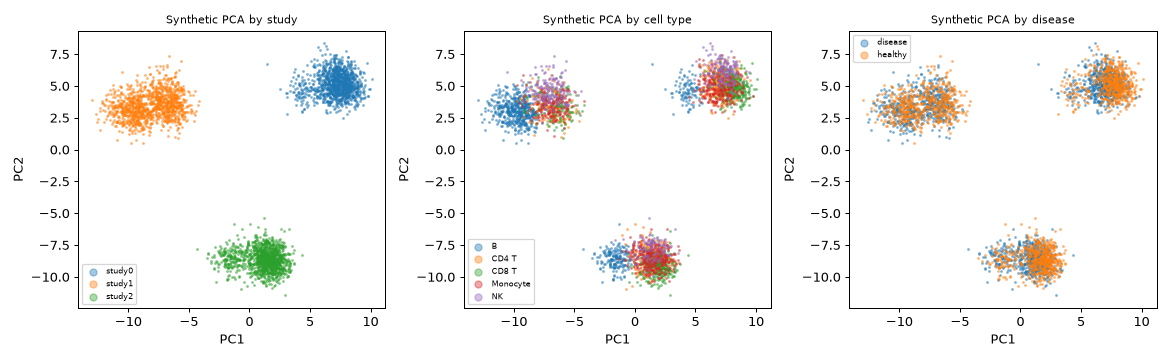 Synthetic PCA by study
7.5
5.0
2.5
0.0
−2.5
−5.0
−7.5
−10.0
PC2
study0
study1
study2
−10 −5 0 5 10
PC1
Synthetic PCA by cell type
7.5
5.0
2.5
0.0
−2.5
−5.0
−7.5
−10.0
PC2
B
CD4 T
CD8 T
Monocyte
NK
−10 −5 0 5 10
PC1
Synthetic PCA by disease
disease
healthy
7.5
5.0
2.5
0.0
−2.5
−5.0
−7.5
−10.0
PC2
−10 −5 0 5 10
PC1